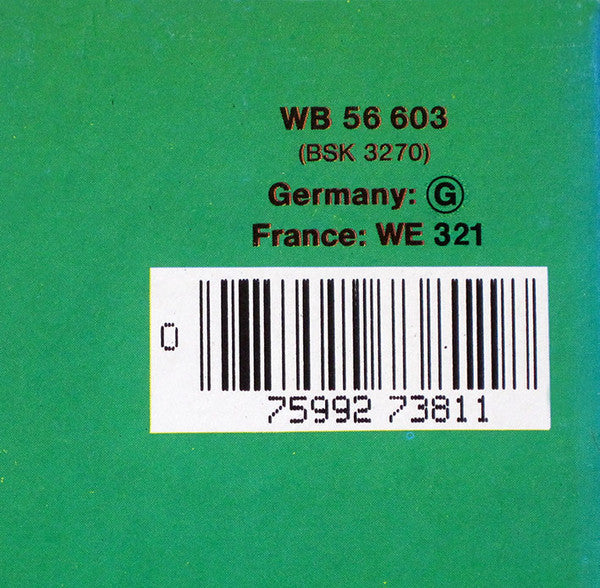 WB 56 603
(BSK 3270)
Germany: Ⓖ
France: WE 321
0
75992 73811